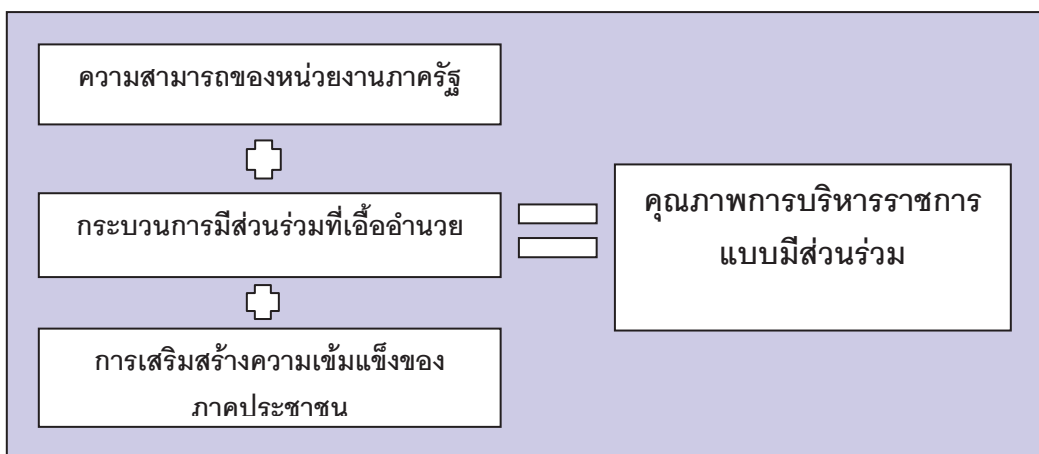 ความสามารถของหน่วยงานภาครัฐ
กระบวนการมีส่วนร่วมที่เอื้ออำนวย
การเสริมสร้างความเข้มแข็งของ
ภาคประชาชน
คุณภาพการบริหารราชการ
แบบมีส่วนร่วม